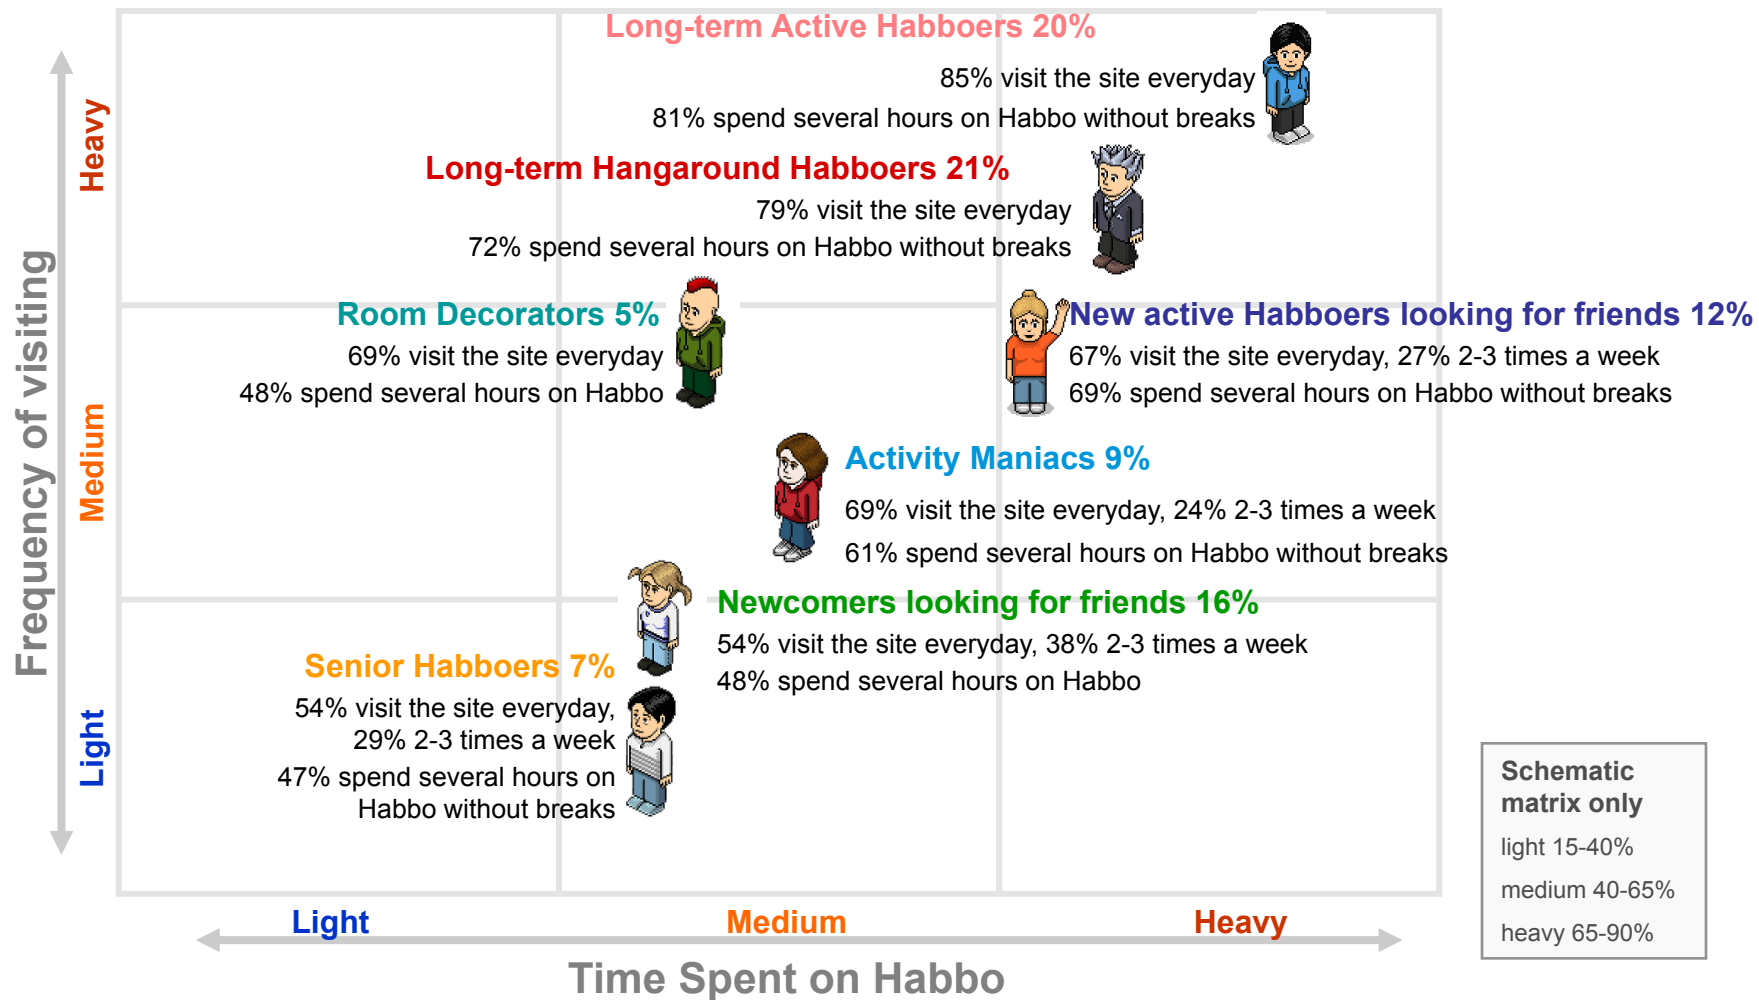 Long-term Active Habboers 20%
85% visit the site everyday
81% spend several hours on Habbo without breaks
Long-term Hangaround Habboers 21%
79% visit the site everyday
72% spend several hours on Habbo without breaks
Room Decorators 5%
69% visit the site everyday
48% spend several hours on Habbo
New active Habboers looking for friends 12%
67% visit the site everyday, 27% 2-3 times a week
69% spend several hours on Habbo without breaks
Activity Maniacs 9%
69% visit the site everyday, 24% 2-3 times a week
61% spend several hours on Habbo without breaks
Newcomers looking for friends 16%
54% visit the site everyday, 38% 2-3 times a week
48% spend several hours on Habbo
Senior Habboers 7%
54% visit the site everyday,
29% 2-3 times a week
47% spend several hours on
Habbo without breaks
Frequency of visiting
Heavy
Medium
Light
Light
Medium
Heavy
Time Spent on Habbo
Schematic
matrix only
light 15-40%
medium 40-65%
heavy 65-90%